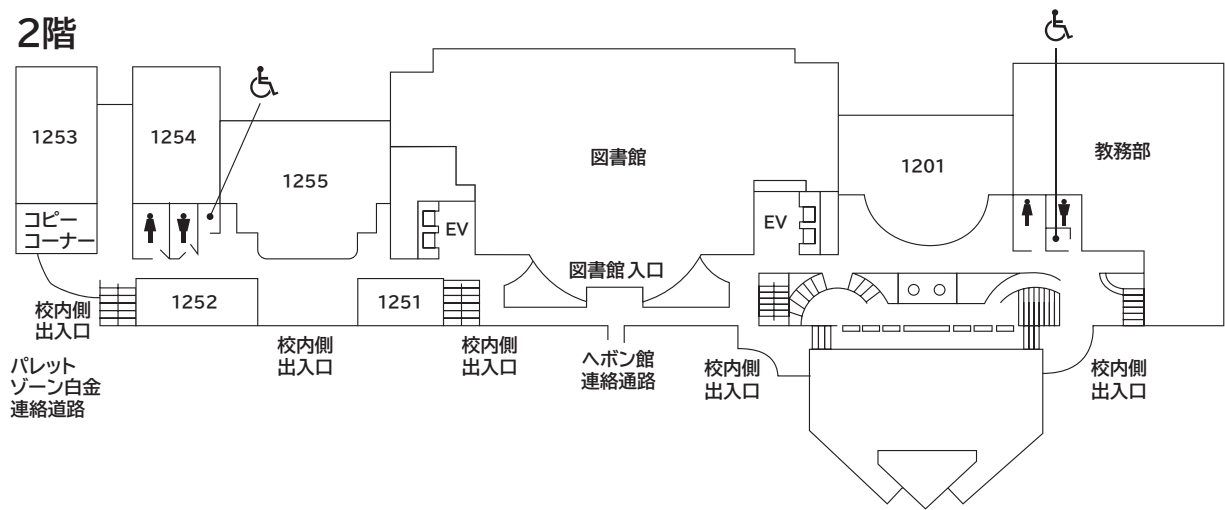 2階
1253
1254
1255
図書館
1201
教務部
コピー
コーナー
EV
EV
図書館 入口
1252
1251
校内側
出入口
パレット
ゾーン白金
連絡道路
校内側
出入口
校内側
出入口
ヘボン館
連絡通路
校内側
出入口
校内側
出入口